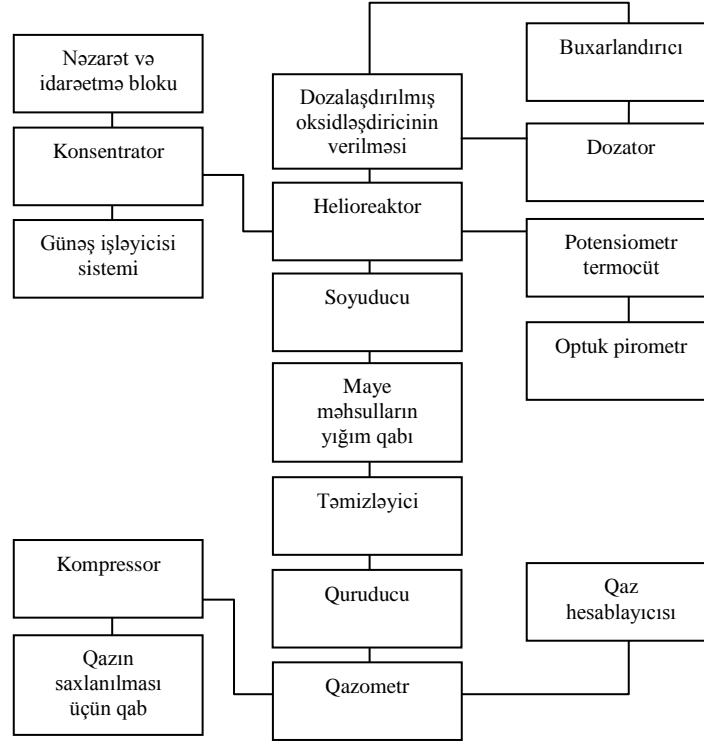 Nəzarət və
idarəetmə bloku
Konsentrator
Günəş işləyicisi
sistemi
Dozalaşdırılmış
oksidləşdiricinin
verilməsi
Buxarlandırıcı
Dozator
Helioreaktor
Potensiometr
termocüt
Optuk pirometr
Soyuducu
Maye
məhsulların
yığım qabı
Təmizləyici
Kompressor
Quruducu
Qaz
hesablayıcısı
Qazın
saxlanılması
üçün qab
Qazometr